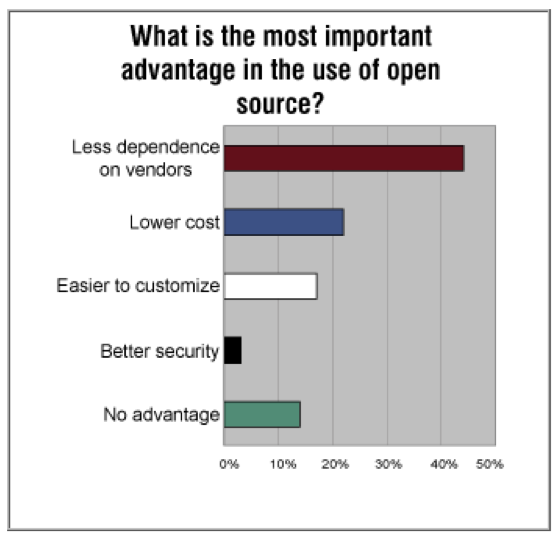 What is the most important
advantage in the use of open
source?
Less dependence
on vendors
Lower cost
Easier to customize
Better security
No advantage
0% 10% 20% 30% 40% 50%